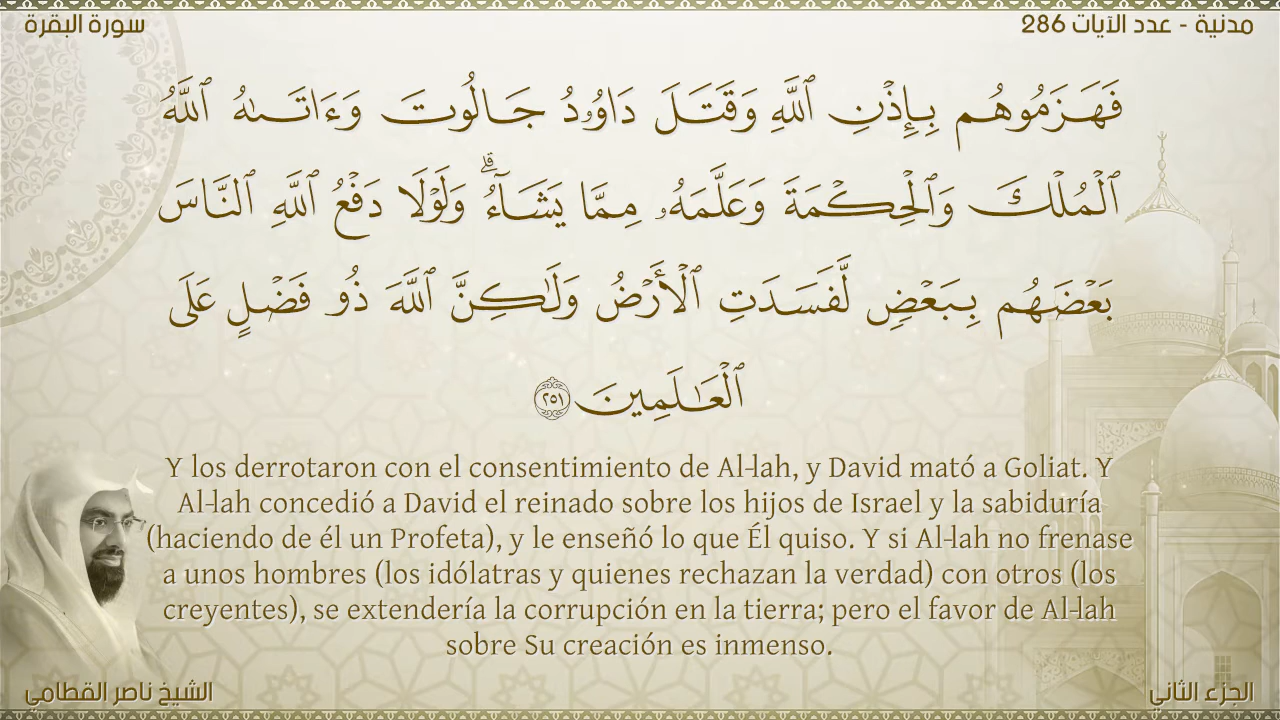 سورة البقرة
مدنية - عدد الآيات 286
فَهَزَمُوهُم بِإِذْنِ ٱللَّهِ وَقَتَلَ دَاوُۥدُ جَالُوتَ وَءَاتَىٰهُ ٱللَّهُ
ٱلْمُلْكَ وَٱلْحِكْمَةَ وَعَلَّمَهُۥ مِمَّا يَشَآءُ ۗ وَلَوْلَا دَفْعُ ٱللَّهِ ٱلنَّاسَ
بَعْضَهُم بِبَعْضٍ لَّفَسَدَتِ ٱلْأَرْضُ وَلَٰكِنَّ ٱللَّهَ ذُو فَضْلٍ عَلَى
ٱلْعَٰلَمِينَ ٢٥١
Y los derrotaron con el consentimiento de Al-lah, y David mató a Goliat. Y
Al-lah concedió a David el reinado sobre los hijos de Israel y la sabiduría
(haciendo de él un Profeta), y le enseñó lo que Él quiso. Y si Al-lah no frenase
a unos hombres (los idólatras y quienes rechazan la verdad) con otros (los
creyentes), se extendería la corrupción en la tierra; pero el favor de Al-lah
sobre Su creación es inmenso.
الشيخ ناصر القطامي
الجزء الثاني